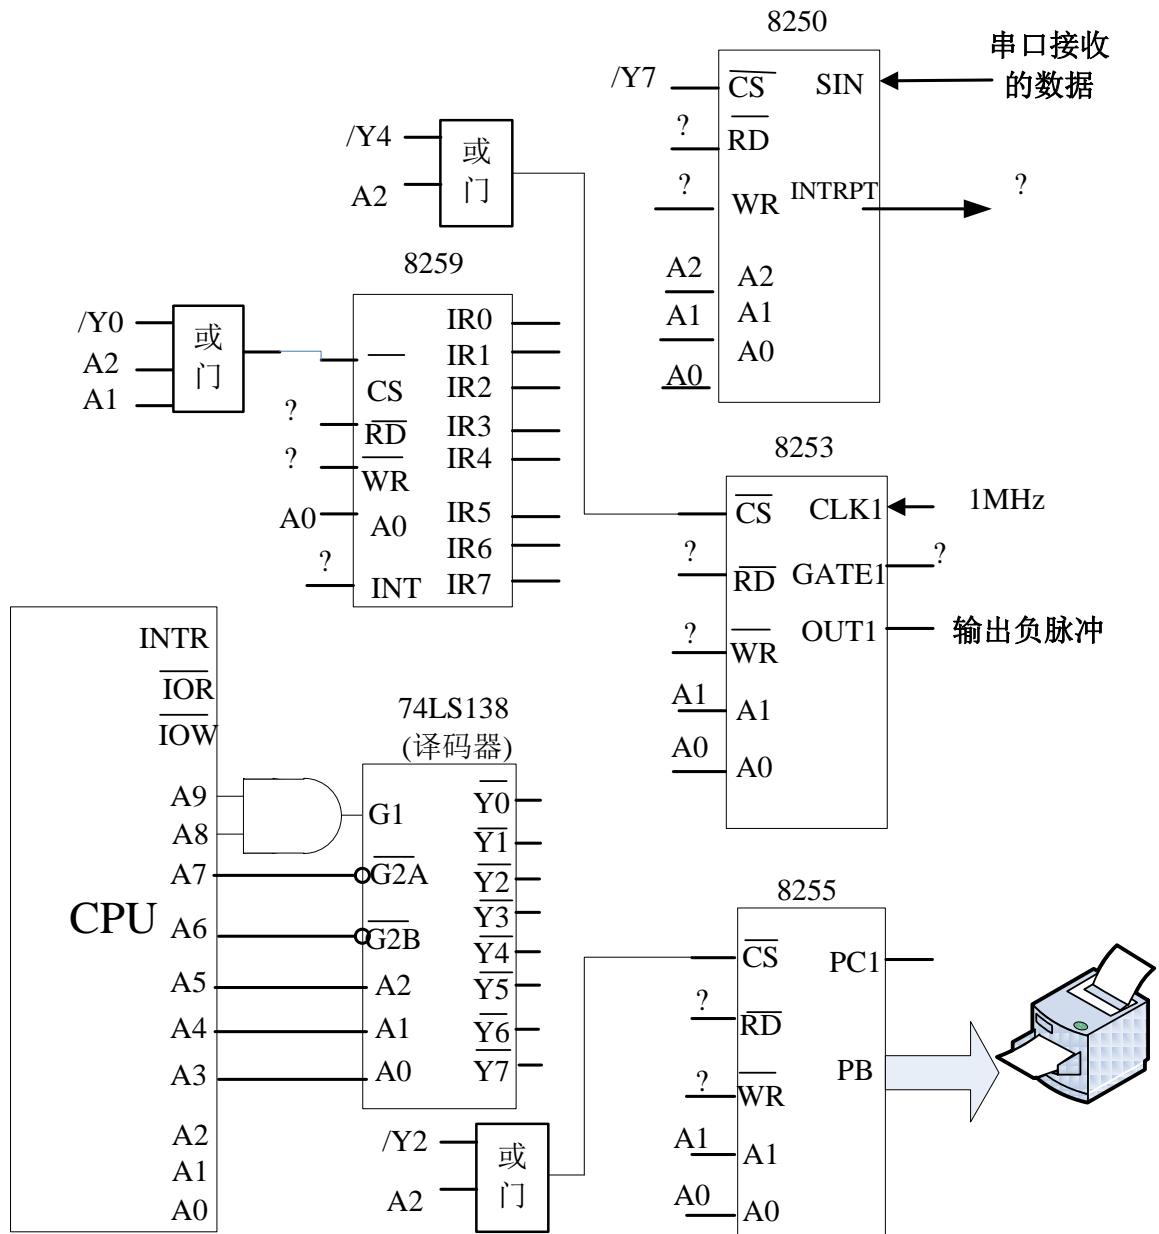 8250
/Y7
CS
SIN
串口接收
的数据
?
RD
?
WR
INTRPT
?
A2
A2
A1
A1
A0
A0
/Y4
A2
或
门
8259
/Y0
A2
A1
或
门
CS
?
RD
?
WR
A0
A0
?
INT
IR0
IR1
IR2
IR3
IR4
IR5
IR6
IR7
8253
CS
CLK1
1MHz
?
RD
GATE1
?
?
WR
OUT1
输出负脉冲
A1
A1
A0
A0
CPU
INTR
IOR
IOW
A9
A8
A7
A6
A5
A4
A3
A2
A1
A0
74LS138
(译码器)
G1
G2A
G2B
A2
A1
A0
Y0
Y1
Y2
Y3
Y4
Y5
Y6
Y7
/Y2
A2
或
门
8255
CS
PC1
?
RD
?
WR
PB
A1
A1
A0
A0